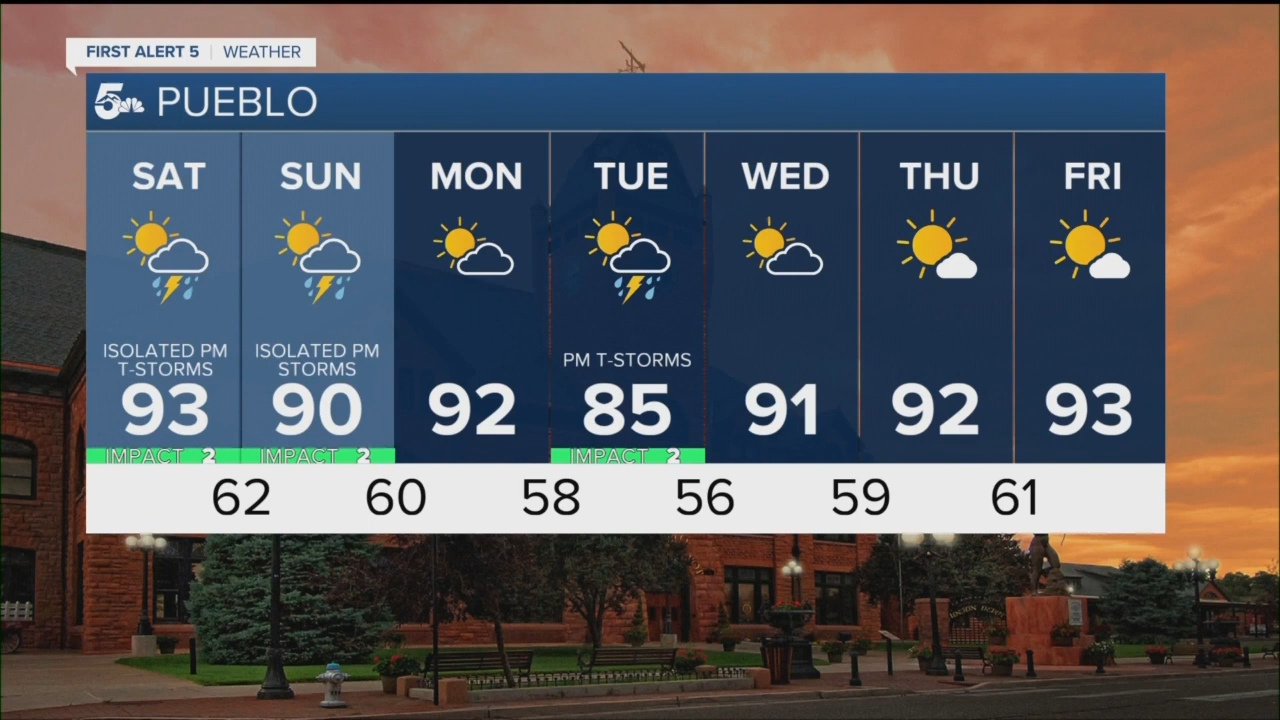 FIRST ALERT 5 | WEATHER
5 PUEBLO
SAT SUN MON TUE WED THU FRI
ISOLATED PM
T-STORMS
ISOLATED PM
STORMS
PM T-STORMS
93 90 92 85 91 92 93
IMPACT 2 IMPACT 2 IMPACT 2
62 60 58 56 59 61